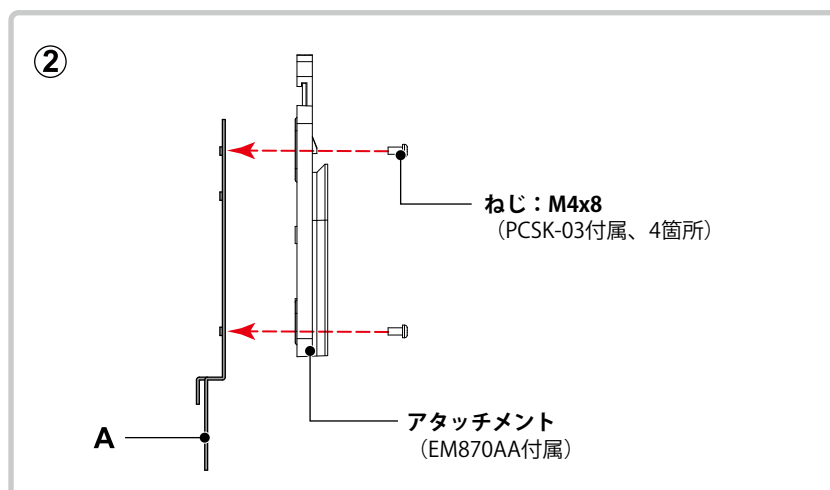 ②
ねじ：M4x8
（PCSK-03付属、4箇所）
アタッチメント
（EM870AA付属）
A